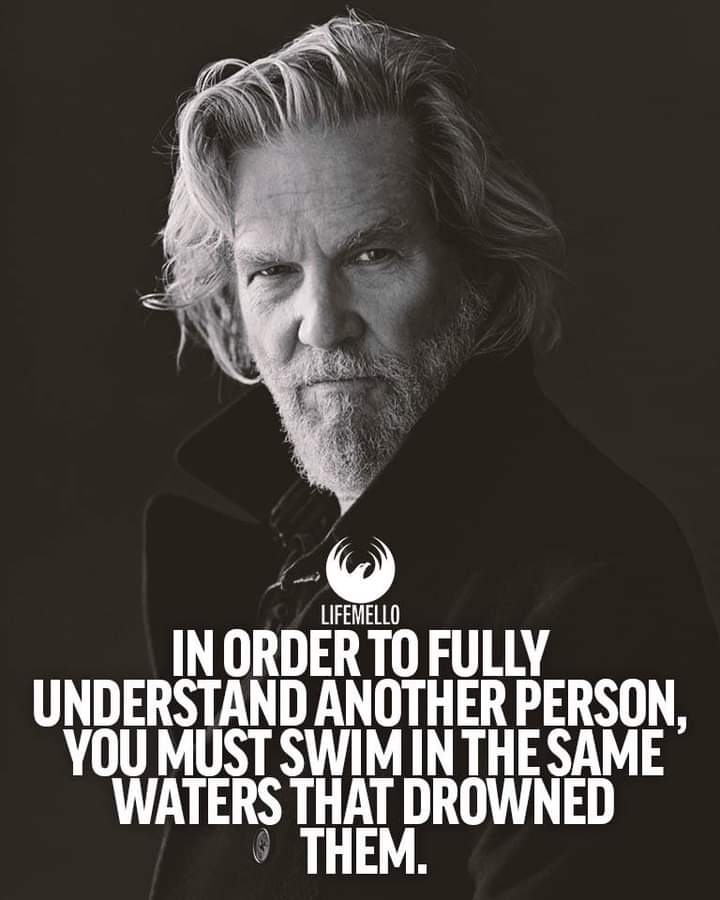 LIFEMELLO
IN ORDER TO FULLY
UNDERSTAND ANOTHER PERSON,
YOU MUST SWIM IN THE SAME
WATERS THAT DROWNED
THEM.